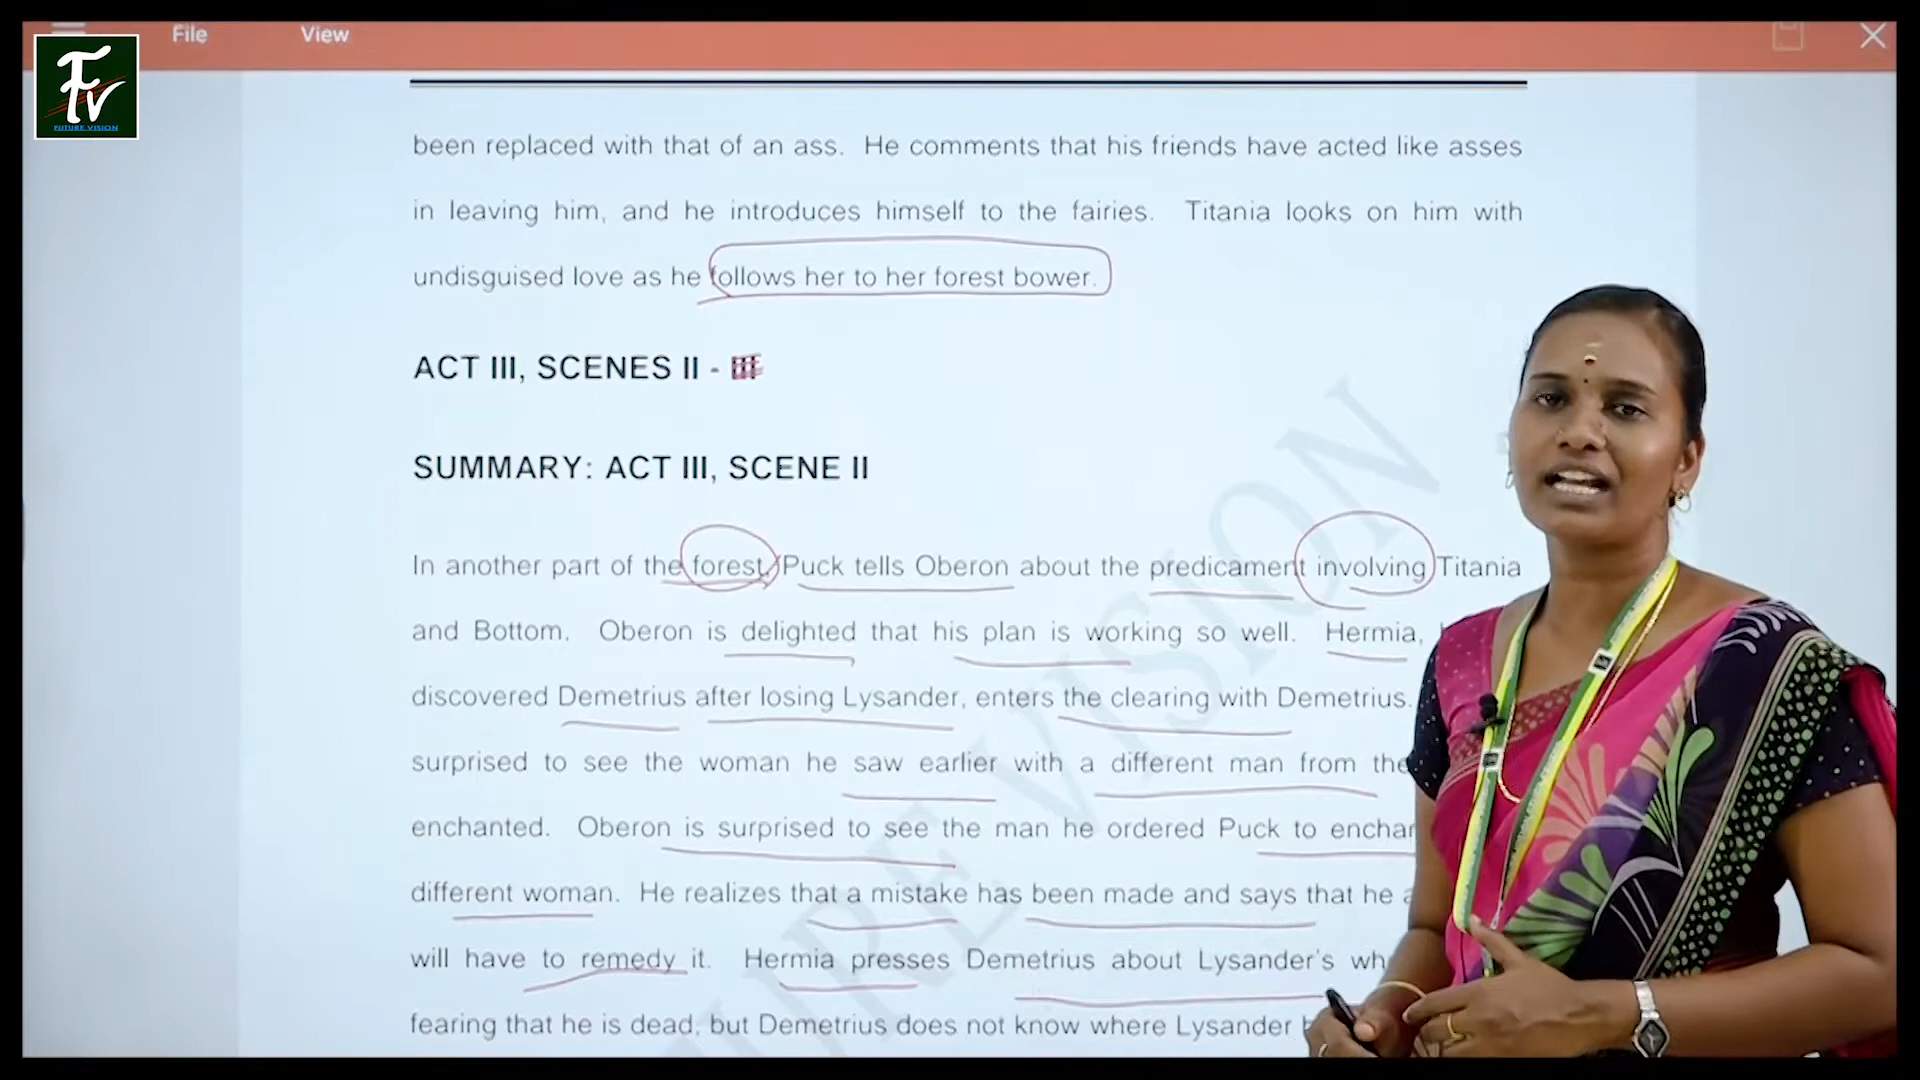 File View
FV
FUTURE VISION
been replaced with that of an ass. He comments that his friends have acted like asses
in leaving him, and he introduces himself to the fairies. Titania looks on him with
undisguised love as he follows her to her forest bower.
ACT III, SCENES II - III
SUMMARY: ACT III, SCENE II
In another part of the forest, Puck tells Oberon about the predicament involving Titania
and Bottom. Oberon is delighted that his plan is working so well. Hermia,
discovered Demetrius after losing Lysander, enters the clearing with Demetrius.
surprised to see the woman he saw earlier with a different man from the
enchanted. Oberon is surprised to see the man he ordered Puck to
different woman. He realizes that a mistake has been made and says that he
will have to remedy it. Hermia presses Demetrius about Lysander's
fearing that he is dead, but Demetrius does not know where Lysander
FUTURE VISION